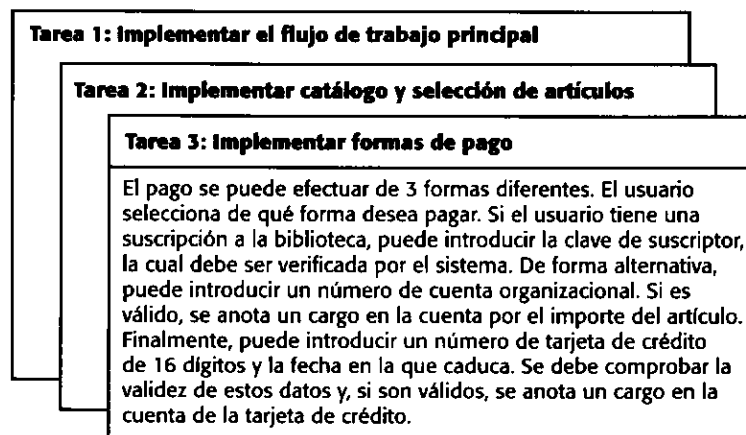 Tarea 1: Implementar el flujo de trabajo principal
Tarea 2: Implementar catálogo y selección de artículos
Tarea 3: Implementar formas de pago
El pago se puede efectuar de 3 formas diferentes. El usuario
selecciona de qué forma desea pagar. Si el usuario tiene una
suscripción a la biblioteca, puede introducir la clave de suscriptor,
la cual debe ser verificada por el sistema. De forma alternativa,
puede introducir un número de cuenta organizacional. Si es
válido, se anota un cargo en la cuenta por el importe del artículo.
Finalmente, puede introducir un número de tarjeta de crédito
de 16 dígitos y la fecha en la que caduca. Se debe comprobar la
validez de estos datos y, si son válidos, se anota un cargo en la
cuenta de la tarjeta de crédito.